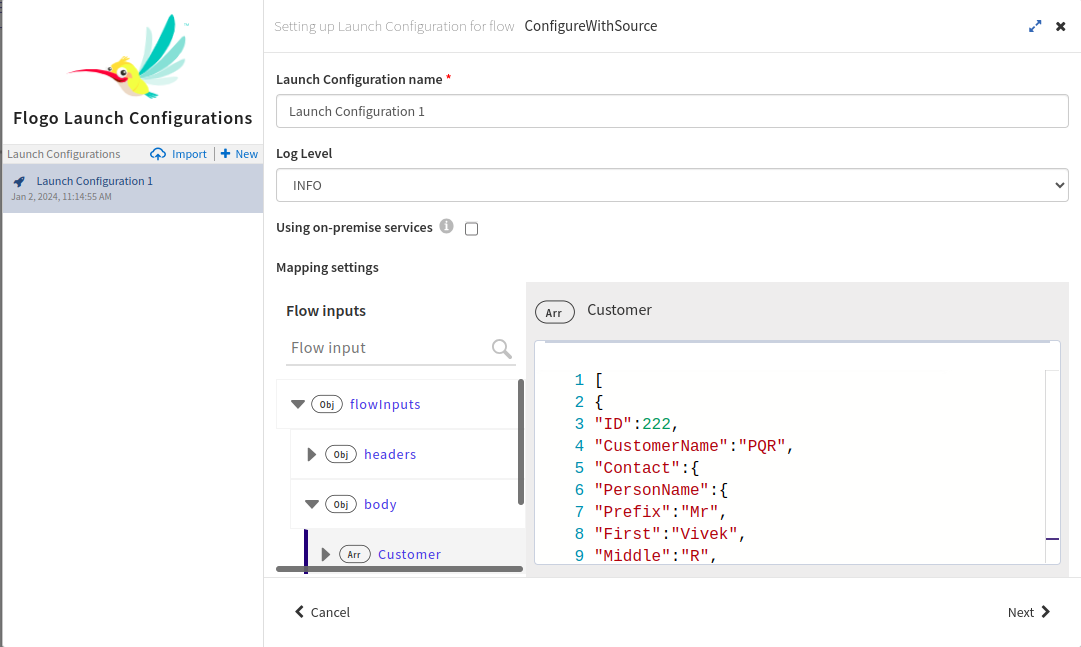 Flogo Launch Configurations
Launch Configurations Import + New
Launch Configuration 1
Jan 2, 2024, 11:14:55 AM
Setting up Launch Configuration for flow ConfigureWithSource
Launch Configuration name *
Launch Configuration 1
Log Level
INFO
Using on-premise services
Mapping settings
Flow inputs
Flow input
Obj flowInputs
Obj headers
Obj body
Arr Customer
Arr Customer
1 [
2 {
3 "ID":222,
4 "CustomerName":"PQR",
5 "Contact":{
6 "PersonName":{
7 "Prefix":"Mr",
8 "First":"Vivek",
9 "Middle":"R",
Cancel
Next